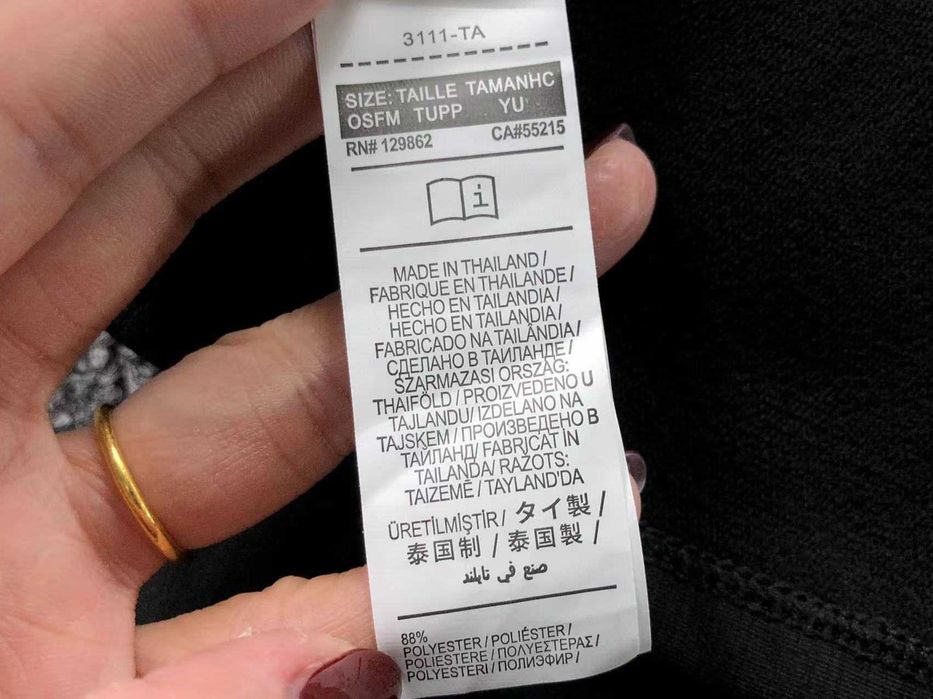 3111-TA
SIZE: TAILLE TAMANHC
OSFM TUPP YU
RN# 129862 CA#55215
i
MADE IN THAILAND /
FABRIQUE EN THAILANDE /
HECHO EN TAILANDIA /
HECHO EN TAILANDIA /
FABRICADO NA TAILÂNDIA /
СДЕЛАНО В ТАИЛАНДЕ /
SZARMAZASI ORSZÁG:
THAIFÖLD / PROIZVEDENO U
TAJLANDU / IZDELANO NA
TAJSKEM / ПРОИЗВЕДЕНО В
ТАЙЛАНД/ FABRICAT ÎN
TAILANDA/ RAŽOTS:
TAIZEMĒ / TAYLAND'DA
ÜRETİLMİŞTİR / タイ製 /
泰国制 / 泰国製 /
صنع في تايلند
88%
POLYESTER / POLIÉSTER /
POLIESTERE / ΠΟΛΥΕΣΤΕΡΑΣ /
POLIESTERI / ПОЛИЭФИР /